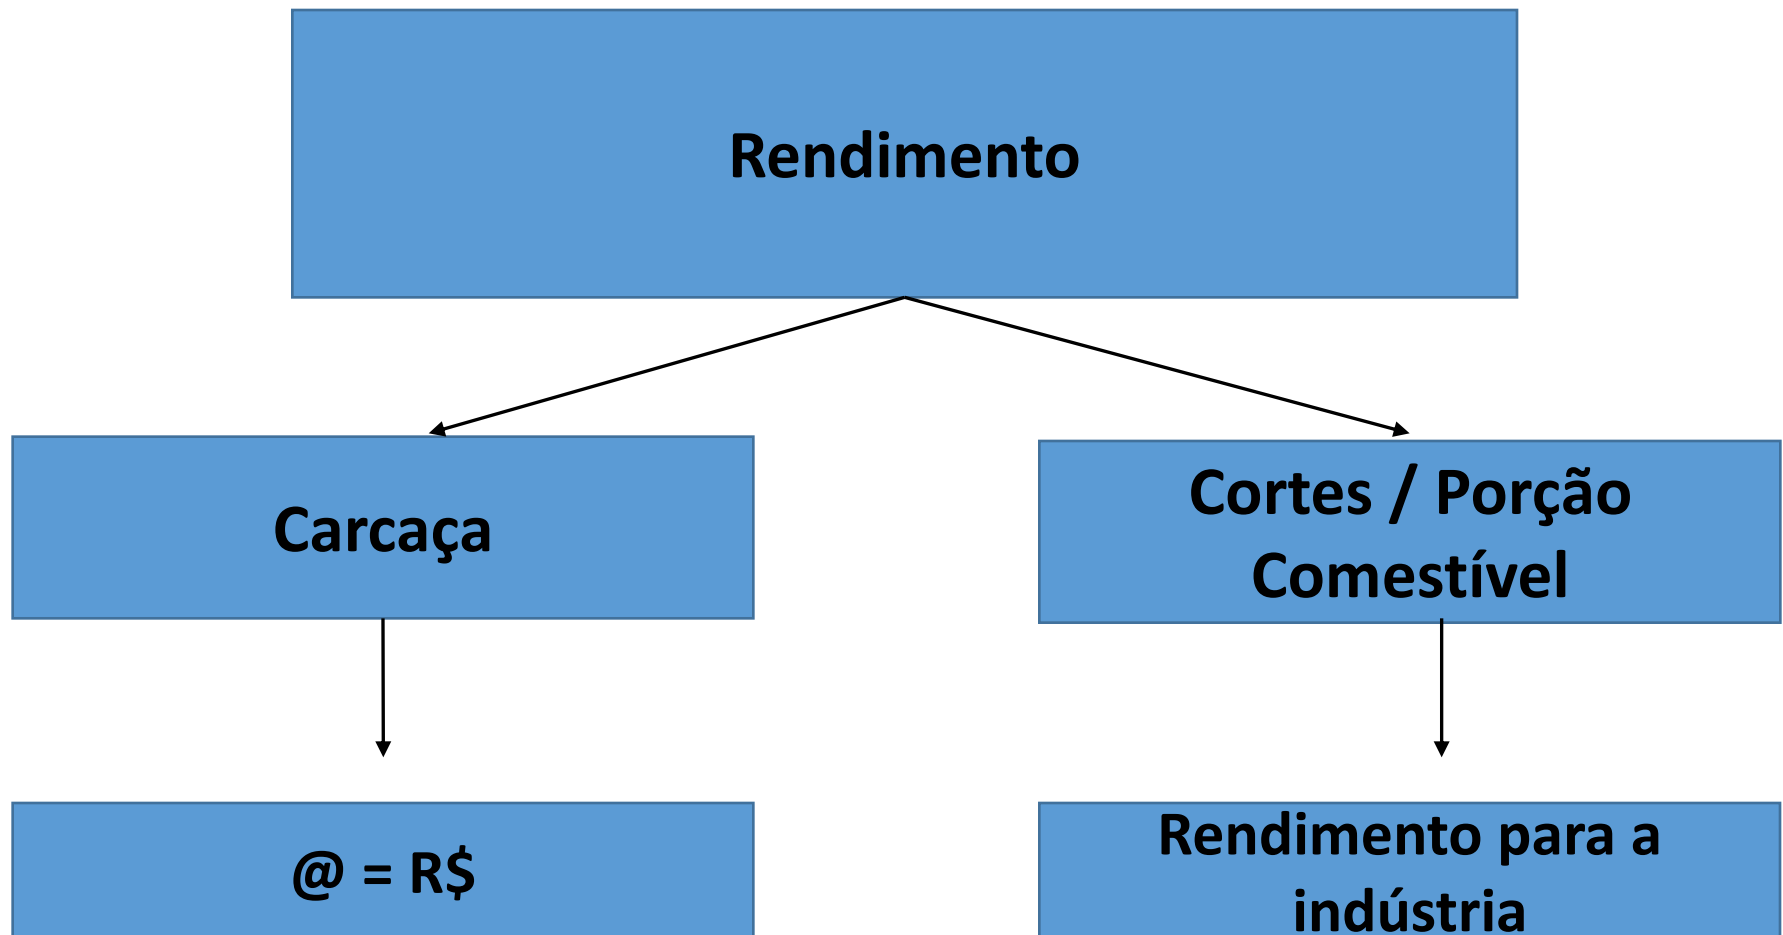 Rendimento
Carcaça
Cortes / Porção
Comestível
@ = R$
Rendimento para a
indústria